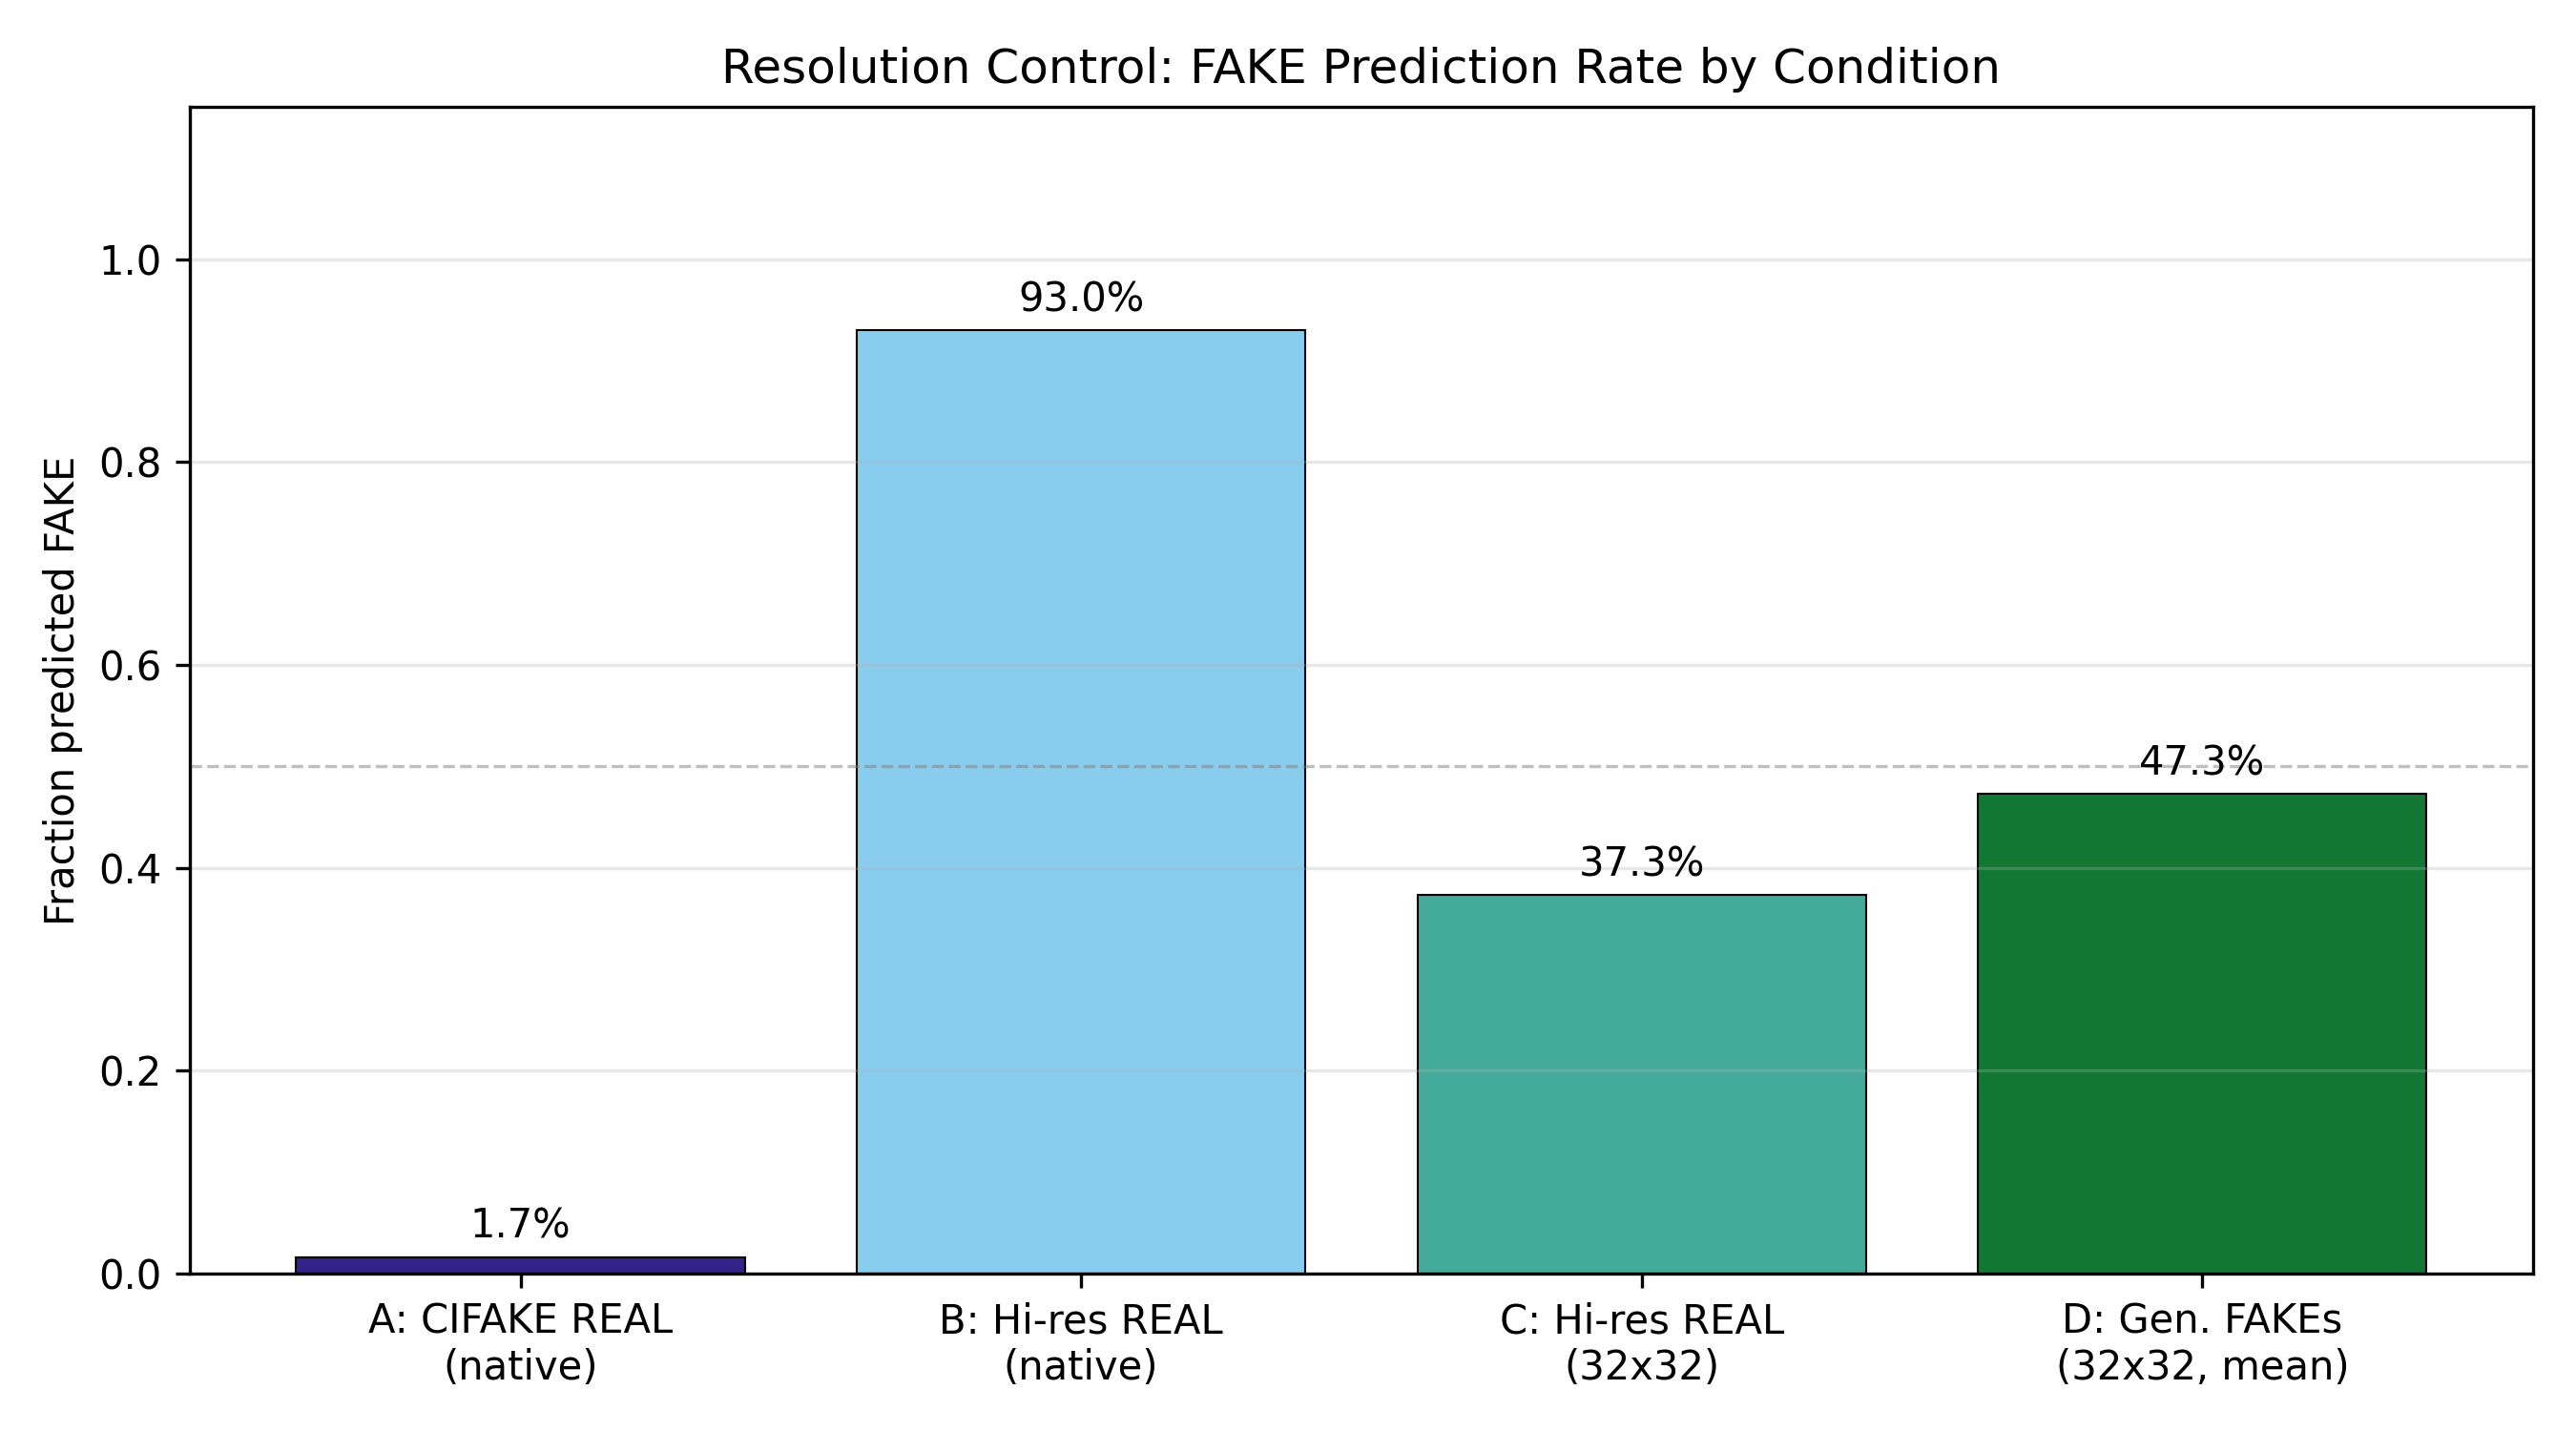 Resolution Control: FAKE Prediction Rate by Condition
Fraction predicted FAKE
1.0
0.8
0.6
0.4
0.2
0.0
1.7%
93.0%
37.3%
47.3%
A: CIFAKE REAL
(native)
B: Hi-res REAL
(native)
C: Hi-res REAL
(32x32)
D: Gen. FAKEs
(32x32, mean)